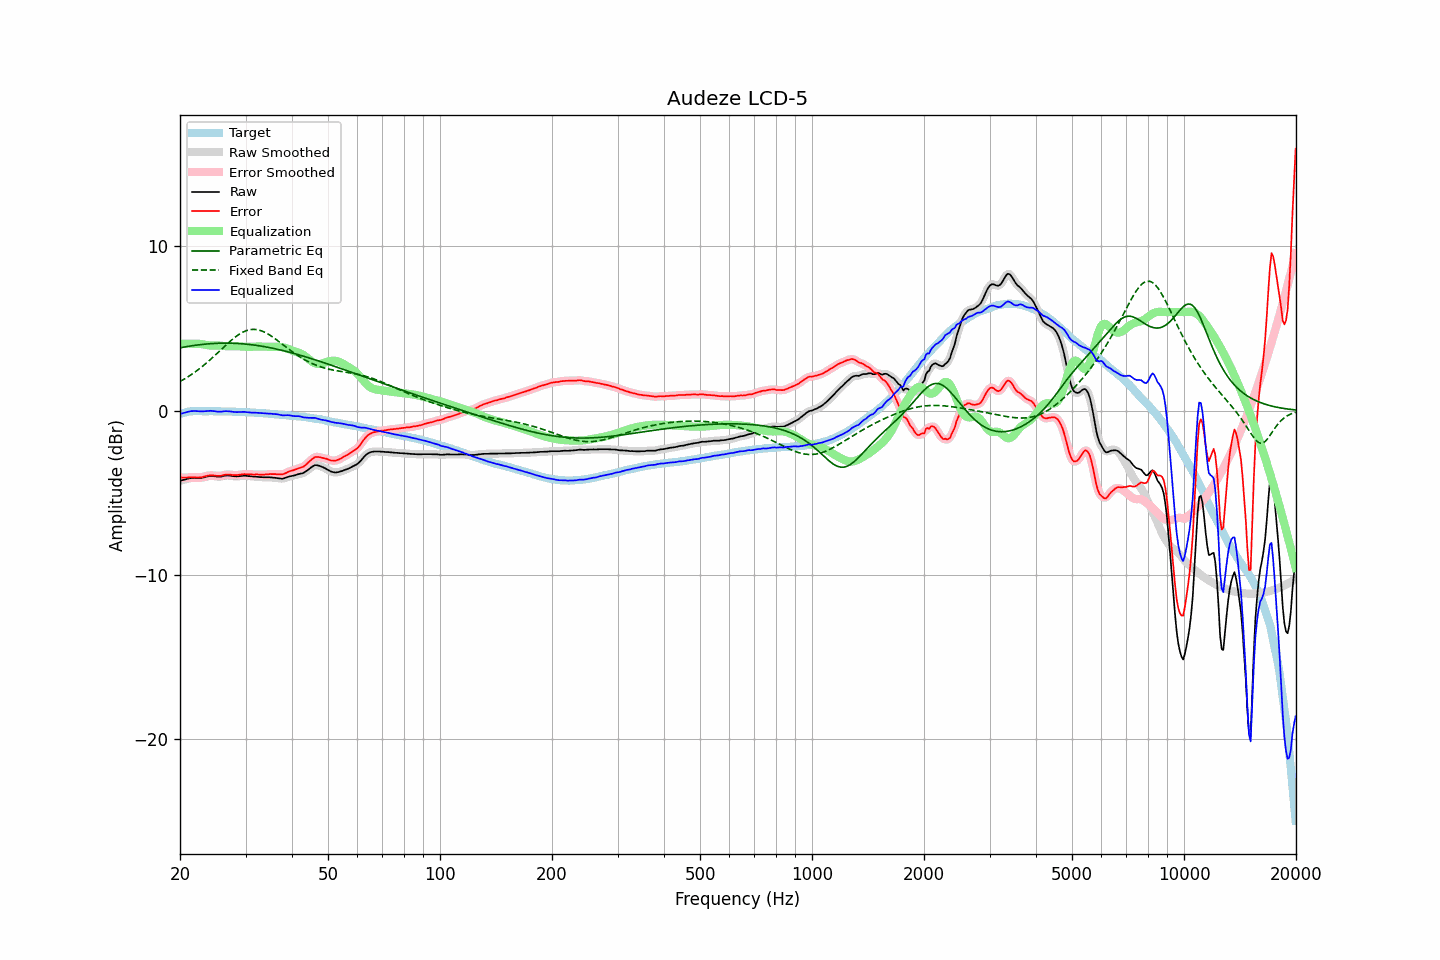 Audeze LCD-5
Target
Raw Smoothed
Error Smoothed
Raw
Error
Equalization
Parametric Eq
Fixed Band Eq
Equalized
Amplitude (dBr)
10
0
−10
−20
20 50 100 200 500 1000 2000 5000 10000 20000
Frequency (Hz)